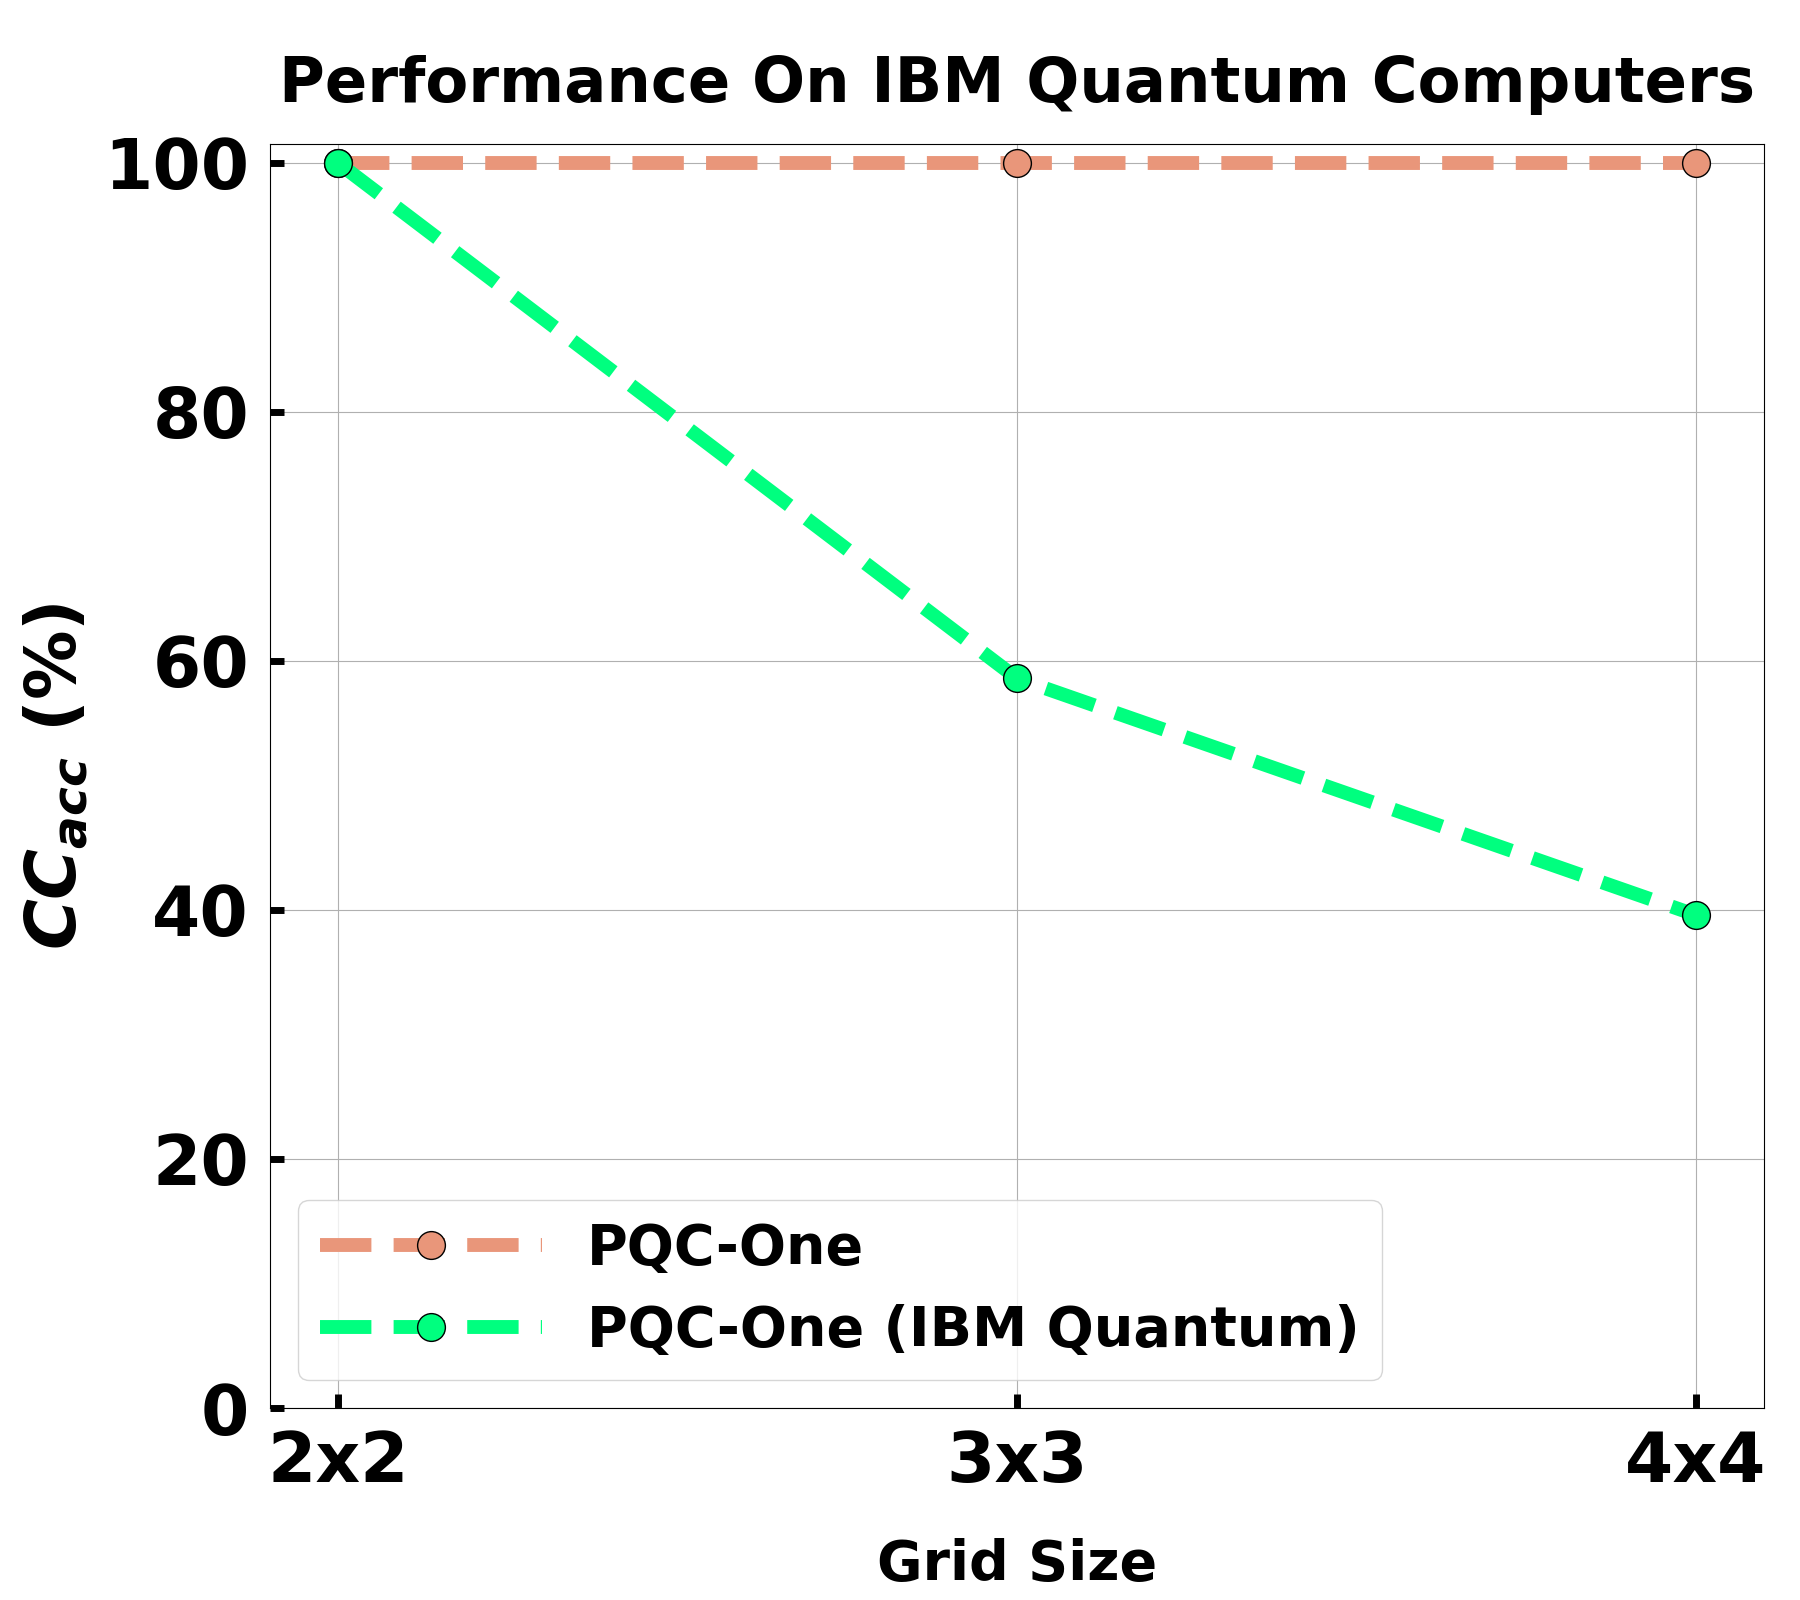 Performance On IBM Quantum Computers
100
80
60
40
20
0
CC_acc (%)
PQC-One
PQC-One (IBM Quantum)
2x2 3x3 4x4
Grid Size